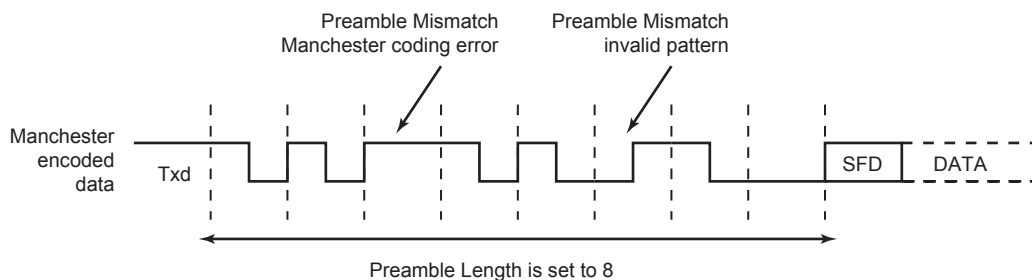 Preamble Mismatch
Manchester coding error
Preamble Mismatch
invalid pattern
Manchester
encoded
data
Txd
SFD
DATA
Preamble Length is set to 8